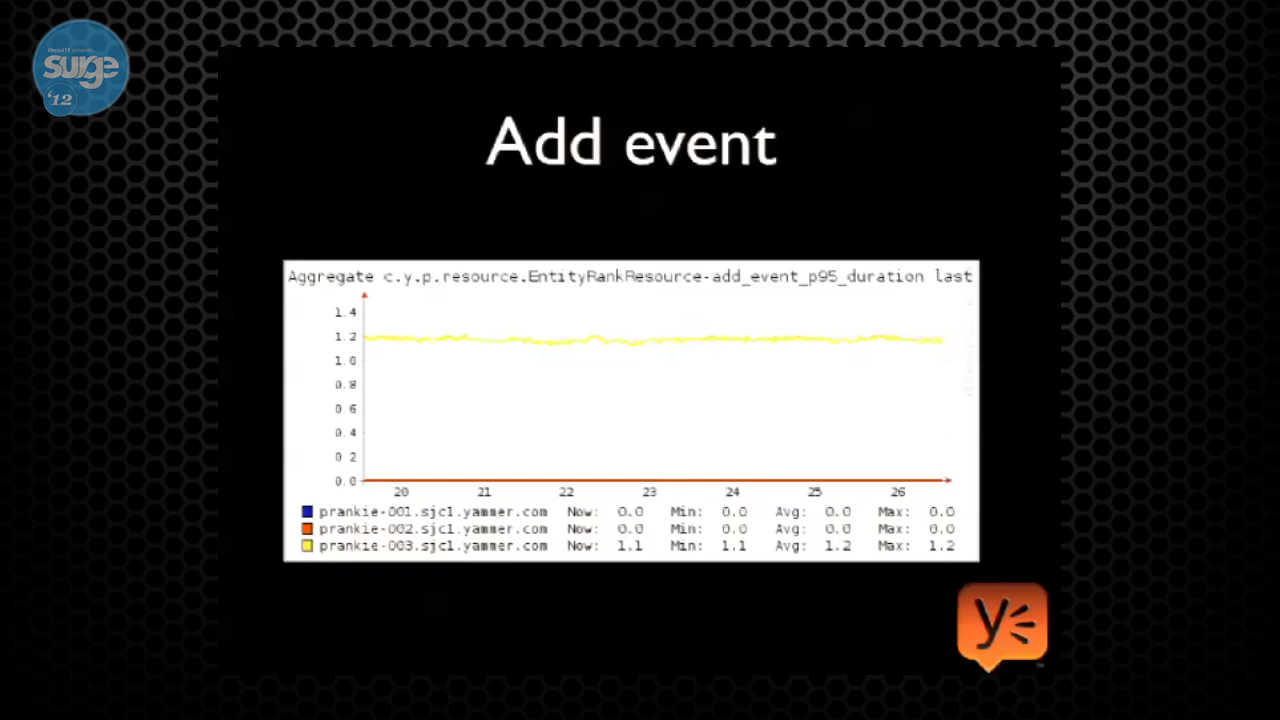 OmniTI presents
surge
'12
Add event
Aggregate c.y.p.resource.EntityRankResource-add_event_p95_duration last
1.4
1.2
1.0
0.8
0.6
0.4
0.2
0.0
20 21 22 23 24 25 26
prankie-001.sjc1.yammer.com Now: 0.0 Min: 0.0 Avg: 0.0 Max: 0.0
prankie-002.sjc1.yammer.com Now: 0.0 Min: 0.0 Avg: 0.0 Max: 0.0
prankie-003.sjc1.yammer.com Now: 1.1 Min: 1.1 Avg: 1.2 Max: 1.2